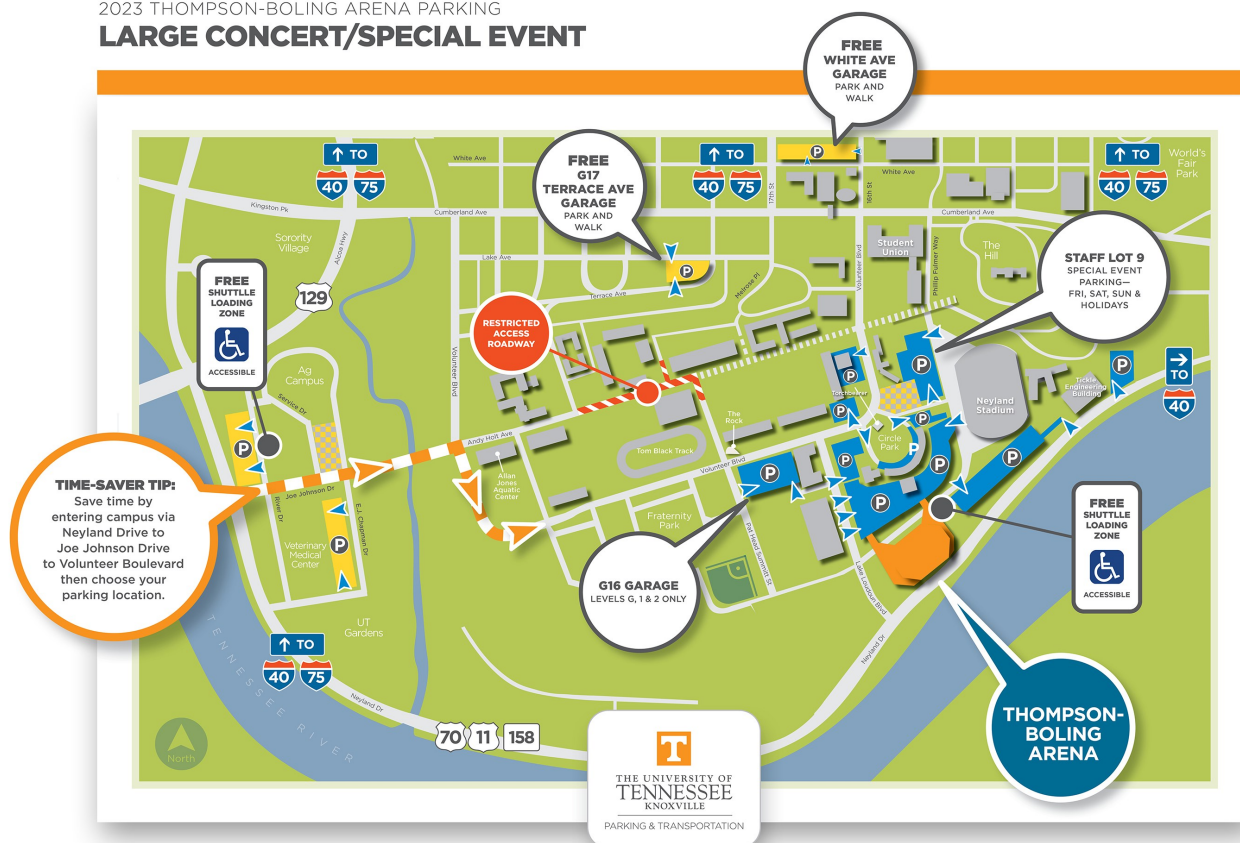 2023 THOMPSON-BOLING ARENA PARKING
LARGE CONCERT/SPECIAL EVENT
FREE
WHITE AVE
GARAGE
PARK AND
WALK
FREE
G17
TERRACE AVE
GARAGE
PARK AND
WALK
↑ TO
40 75
↑ TO
40 75
↑ TO
40 75
World's
Fair
Park
White Ave
White Ave
P
17th St
16th St
Kingston Pk
Cumberland Ave
Cumberland Ave
Sorority
Village
Alcoa Hwy
Lake Ave
P
Terrace Ave
Melrose Pl
Volunteer Blvd
Student
Union
Phillip Fulmer Way
The
Hill
STAFF LOT 9
SPECIAL EVENT
PARKING—
FRI, SAT, SUN &
HOLIDAYS
FREE
SHUTTLE
LOADING
ZONE
ACCESSIBLE
129
RESTRICTED
ACCESS
ROADWAY
Volunteer Blvd
Ag
Campus
Service Dr
P
P
P
→
TO
40
Tickle
Engineering
Building
Neyland
Stadium
Torchbearer
P
P
The
Rock
Andy Holt Ave
Tom Black Track
Circle
Park
P
P
P
P
P
P
P
Volunteer Blvd
Allan
Jones
Aquatic
Center
TIME-SAVER TIP:
Save time by
entering campus via
Neyland Drive to
Joe Johnson Drive
to Volunteer Boulevard
then choose your
parking location.
Joe Johnson Dr
River Dr
E.J. Chapman Dr
Veterinary
Medical
Center
P
Fraternity
Park
Pat Head Summitt St
FREE
SHUTTLE
LOADING
ZONE
ACCESSIBLE
G16 GARAGE
LEVELS G, 1 & 2 ONLY
Lake Loudoun Blvd
Neyland Dr
UT
Gardens
↑ TO
40 75
TENNESSEE RIVER
Neyland Dr
70 11 158
North
THOMPSON-
BOLING
ARENA
T
THE UNIVERSITY OF
TENNESSEE
KNOXVILLE
PARKING & TRANSPORTATION